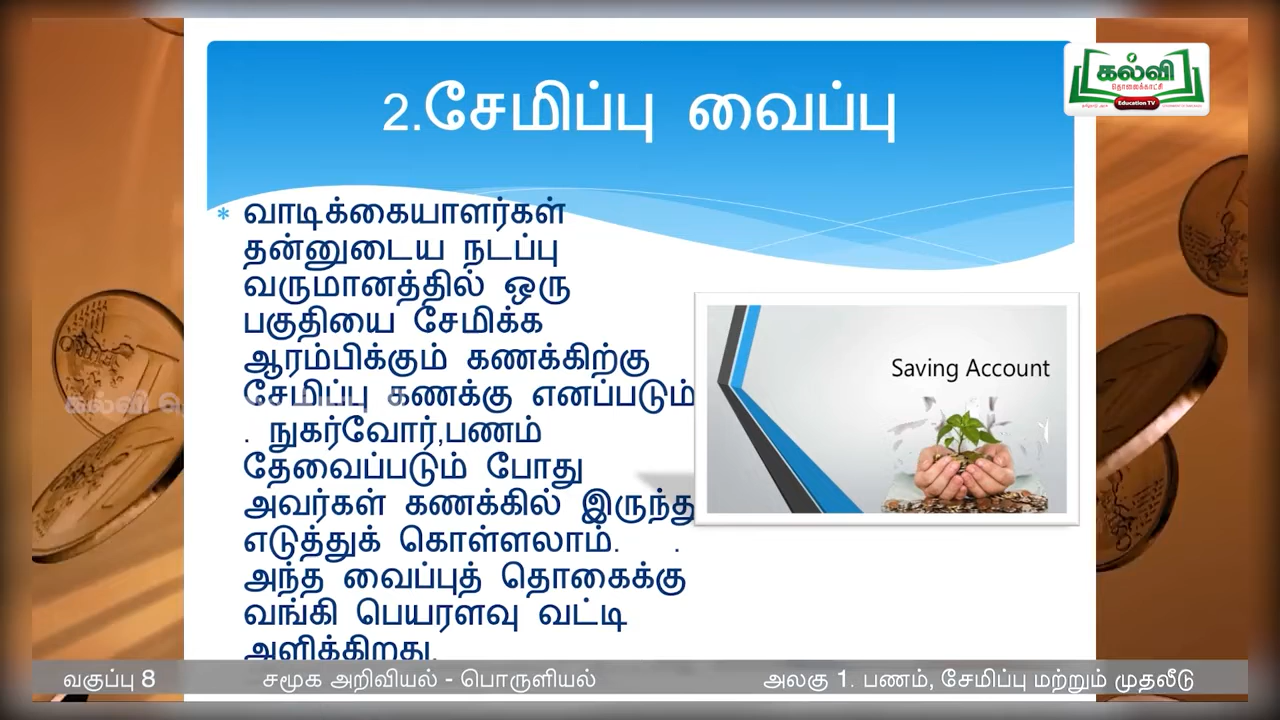 2.சேமிப்பு வைப்பு
கல்வி
தொலைக்காட்சி
Education TV
* வாடிக்கையாளர்கள்
தன்னுடைய நடப்பு
வருமானத்தில் ஒரு
பகுதியை சேமிக்க
ஆரம்பிக்கும் கணக்கிற்கு
சேமிப்பு கணக்கு எனப்படும்
. நுகர்வோர்,பணம்
தேவைப்படும் போது
அவர்கள் கணக்கில் இருந்து
எடுத்துக் கொள்ளலாம். .
அந்த வைப்புத் தொகைக்கு
வங்கி பெயரளவு வட்டி
அளிக்கிறது.
Saving Account
கல்வி
வகுப்பு 8 சமூக அறிவியல் - பொருளியல் அலகு 1. பணம், சேமிப்பு மற்றும் முதலீடு